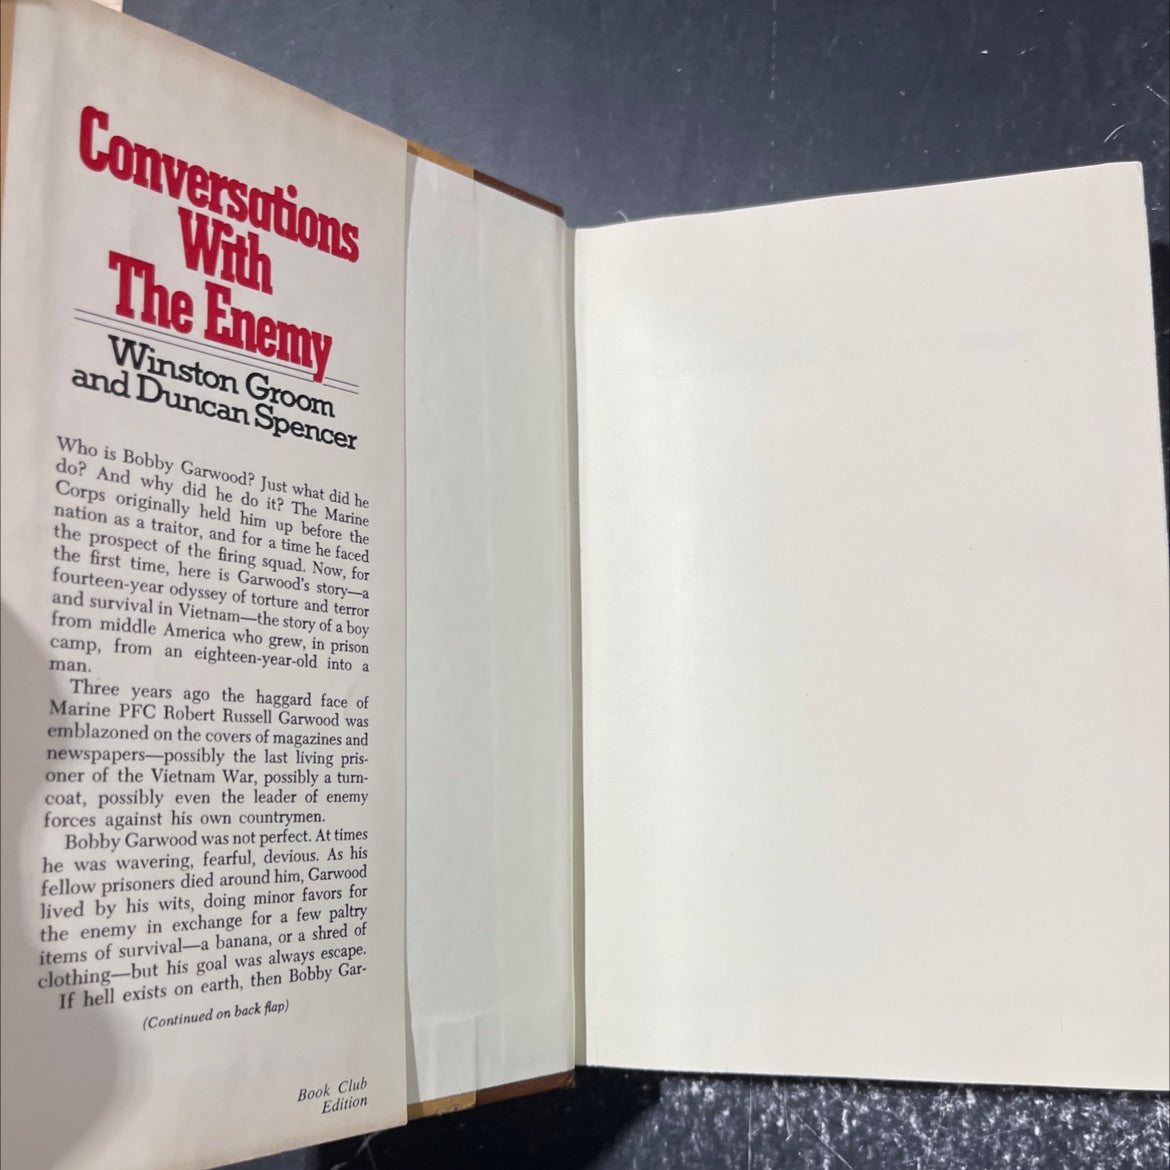 Conversations
With
The Enemy
Winston Groom
and Duncan Spencer
Who is Bobby Garwood? Just what did he
do? And why did he do it? The Marine
Corps originally held him up before the
nation as a traitor, and for a time he faced
the prospect of the firing squad. Now, for
the first time, here is Garwood's story—a
fourteen-year odyssey of torture and terror
and survival in Vietnam—the story of a boy
from middle America who grew, in prison
camp, from an eighteen-year-old into a
man.
Three years ago the haggard face of
Marine PFC Robert Russell Garwood was
emblazoned on the covers of magazines and
newspapers—possibly the last living pris-
oner of the Vietnam War, possibly a turn-
coat, possibly even the leader of enemy
forces against his own countrymen.
Bobby Garwood was not perfect. At times
he was wavering, fearful, devious. As his
fellow prisoners died around him, Garwood
lived by his wits, doing minor favors for
the enemy in exchange for a few paltry
items of survival—a banana, or a shred of
clothing—but his goal was always escape.
If hell exists on earth, then Bobby Gar-
(Continued on back flap)
Book Club
Edition